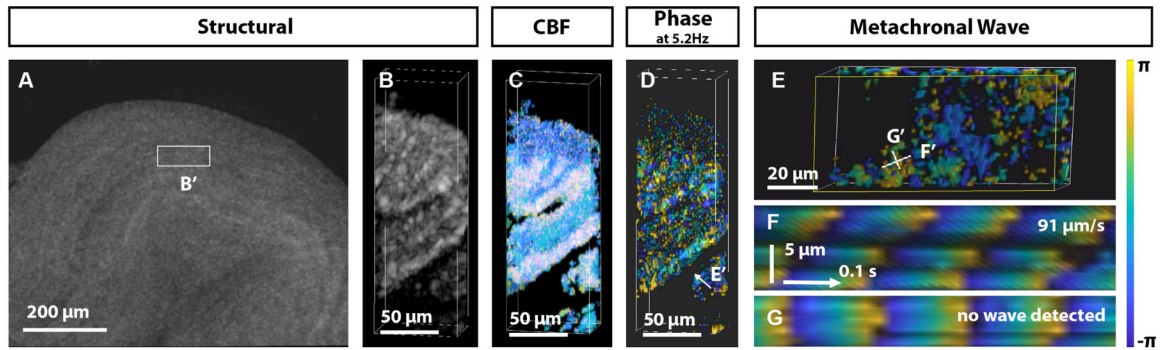 Structural
CBF
Phase
at 5.2Hz
Metachronal Wave
A
B'
200 μm
B
50 μm
C
50 μm
D
E'
50 μm
E
G'
F'
20 μm
F
91 μm/s
5 μm
0.1 s
G
no wave detected
π
-π